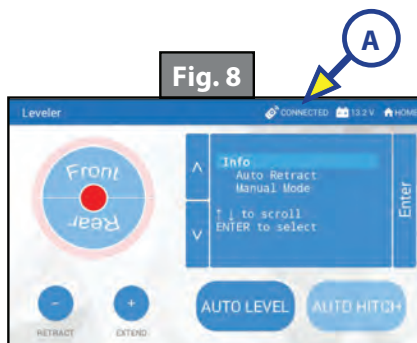 A
Fig. 8
Leveler CONNECTED 13.2 V HOME
Front
Rear
Info
Auto Retract
Manual Mode
↑ ↓ to scroll
ENTER to select
Enter
- +
RETRACT EXTEND
AUTO LEVEL AUTO HITCH